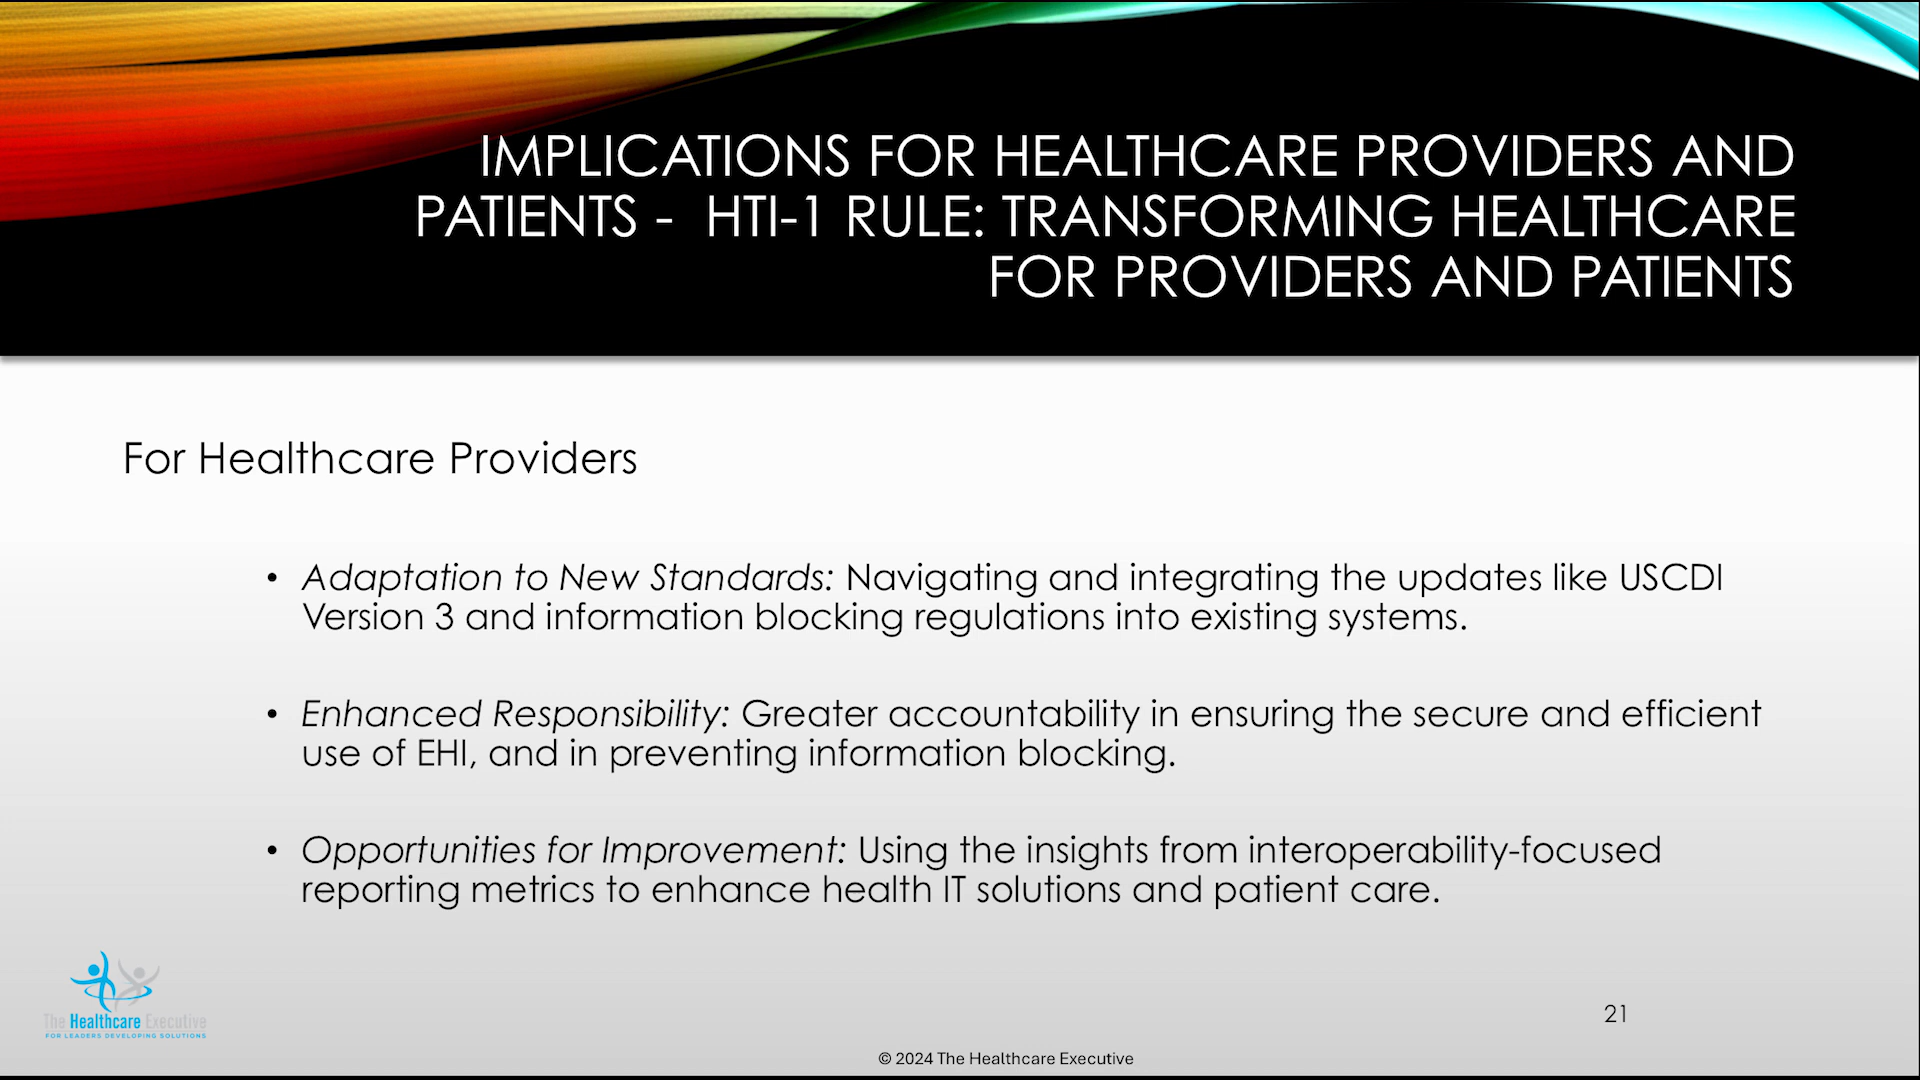 IMPLICATIONS FOR HEALTHCARE PROVIDERS AND
PATIENTS -  HTI-1 RULE: TRANSFORMING HEALTHCARE
FOR PROVIDERS AND PATIENTS
For Healthcare Providers
• Adaptation to New Standards: Navigating and integrating the updates like USCDI
Version 3 and information blocking regulations into existing systems.
• Enhanced Responsibility: Greater accountability in ensuring the secure and efficient
use of EHI, and in preventing information blocking.
• Opportunities for Improvement: Using the insights from interoperability-focused
reporting metrics to enhance health IT solutions and patient care.
The Healthcare Executive
FOR LEADERS DEVELOPING SOLUTIONS
21
© 2024 The Healthcare Executive